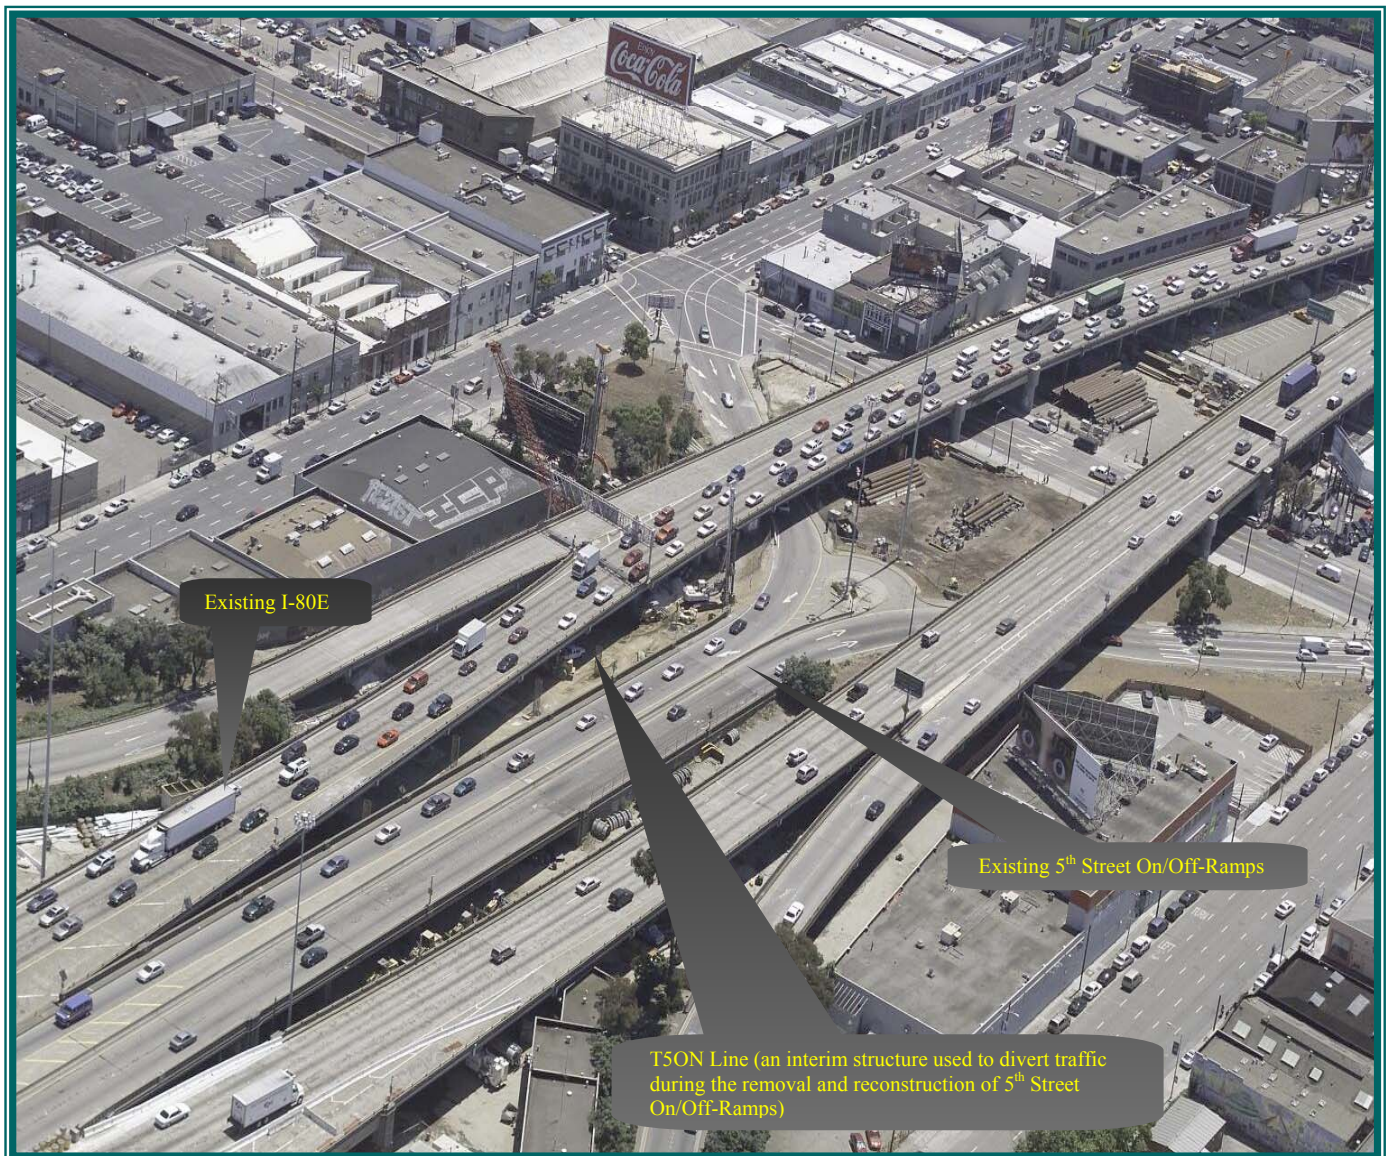 Enjoy
Coca-Cola
RESIST
Existing I-80E
Existing 5th Street On/Off-Ramps
T5ON Line (an interim structure used to divert traffic
during the removal and reconstruction of 5th Street
On/Off-Ramps)